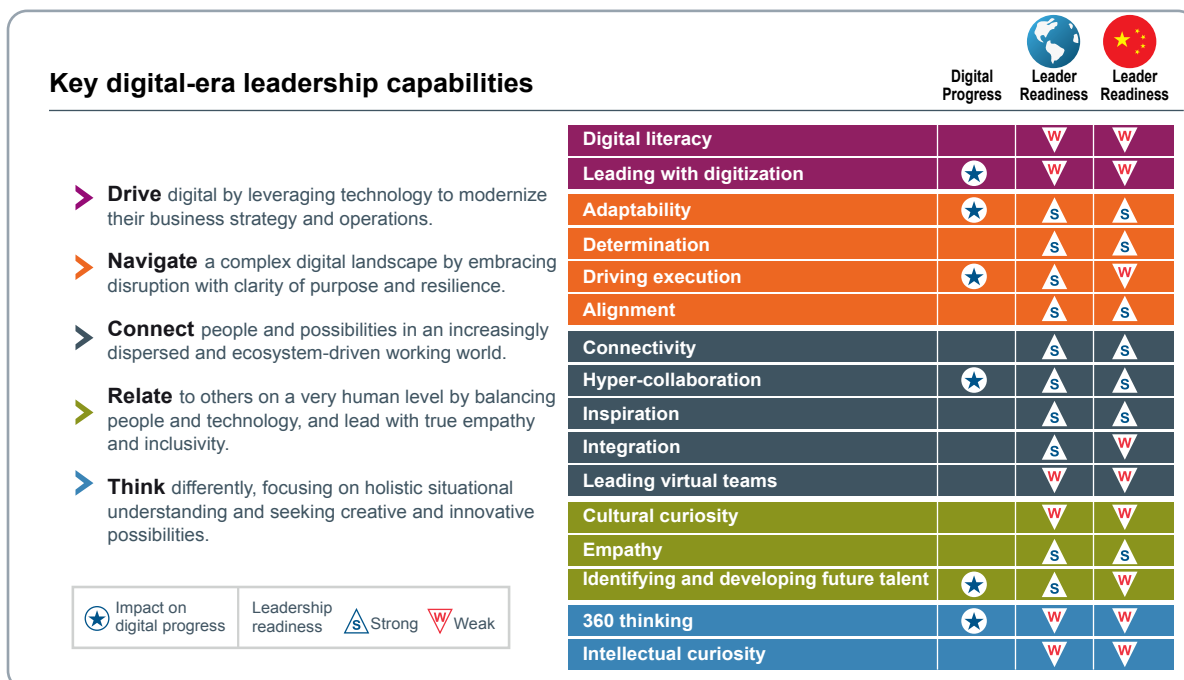 Key digital-era leadership capabilities
Digital
Progress
Leader
Readiness
Leader
Readiness
Drive digital by leveraging technology to modernize
their business strategy and operations.
Navigate a complex digital landscape by embracing
disruption with clarity of purpose and resilience.
Connect people and possibilities in an increasingly
dispersed and ecosystem-driven working world.
Relate to others on a very human level by balancing
people and technology, and lead with true empathy
and inclusivity.
Think differently, focusing on holistic situational
understanding and seeking creative and innovative
possibilities.
Impact on
digital progress
Leadership
readiness
S Strong W Weak
Digital literacy W W
Leading with digitization W W
Adaptability S S
Determination S S
Driving execution S W
Alignment S S
Connectivity S S
Hyper-collaboration S S
Inspiration S S
Integration S W
Leading virtual teams W W
Cultural curiosity W W
Empathy S S
Identifying and developing future talent S W
360 thinking W W
Intellectual curiosity W W